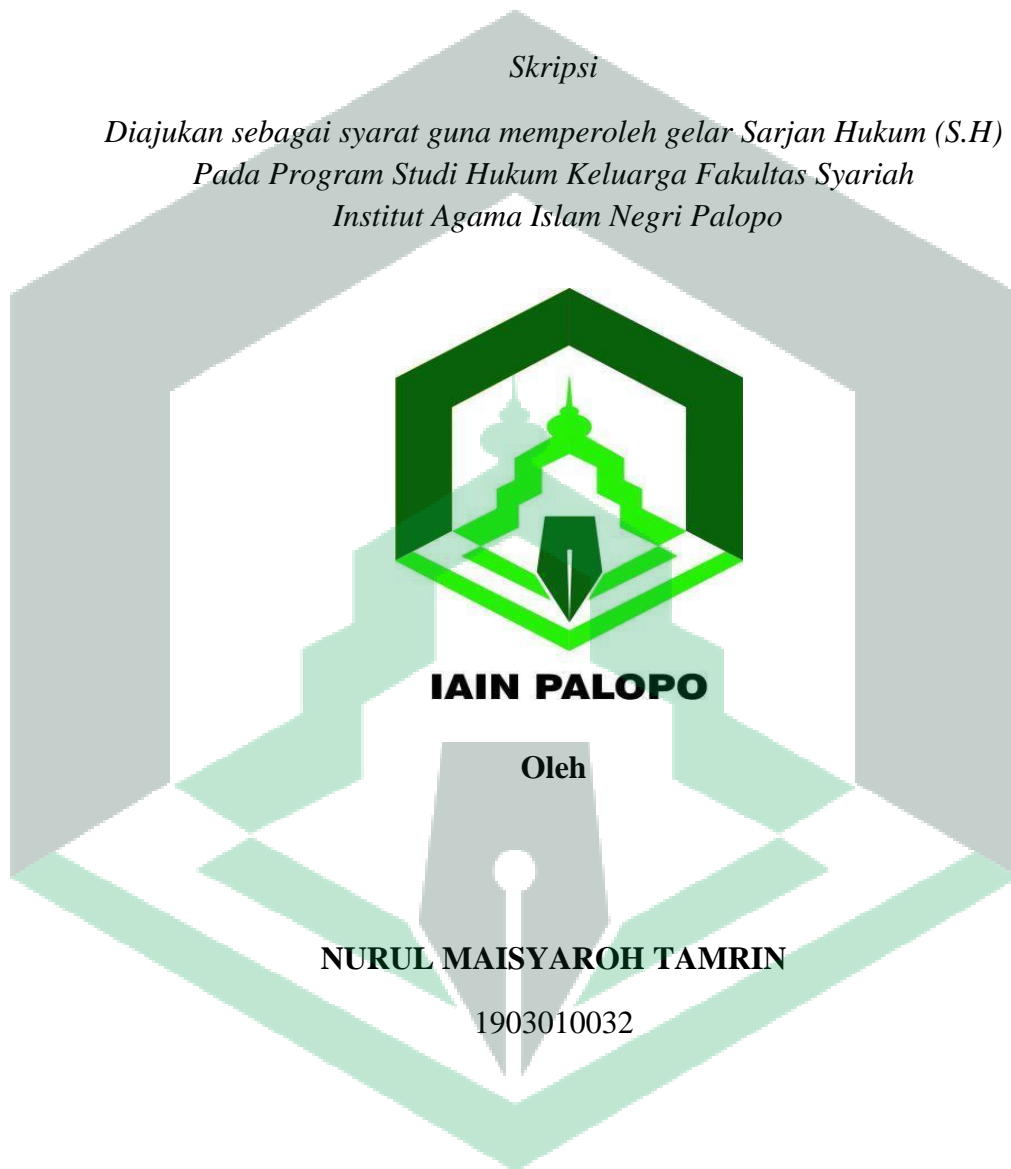 Skripsi
Diajukan sebagai syarat guna memperoleh gelar Sarjan Hukum (S.H)
Pada Program Studi Hukum Keluarga Fakultas Syariah
Institut Agama Islam Negri Palopo
IAIN PALOPO
Oleh
NURUL MAISYAROH TAMRIN
1903010032